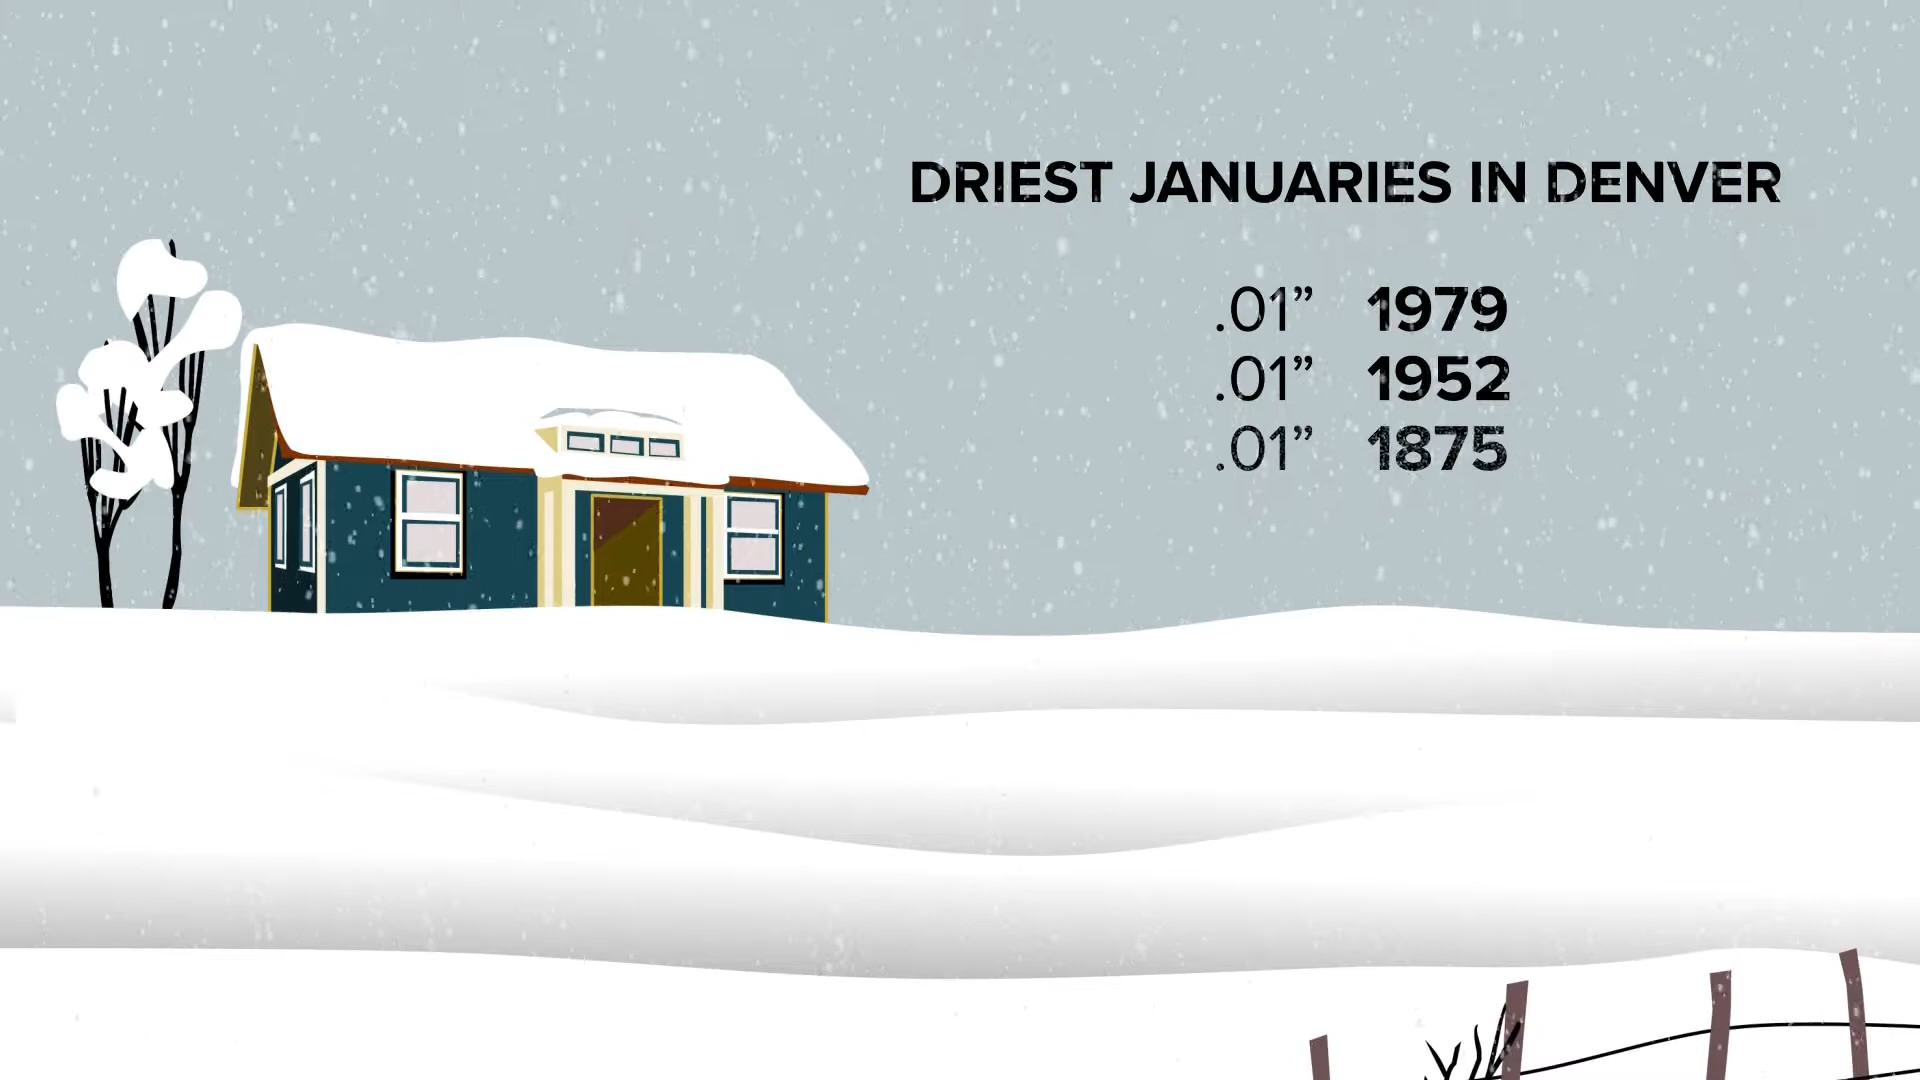 DRIEST JANUARIES IN DENVER
.01” 1979
.01” 1952
.01” 1875